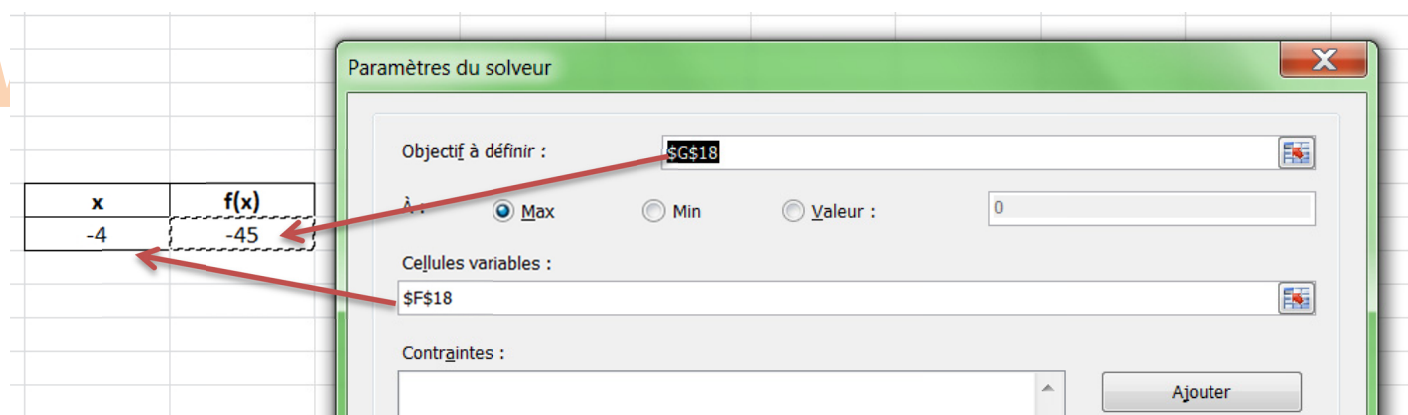 Paramètres du solveur
X
Objectif à définir :
$G$18
x f(x)
À : Max Min Valeur : 0
-4 -45
Cellules variables :
$F$18
Contraintes :
Ajouter